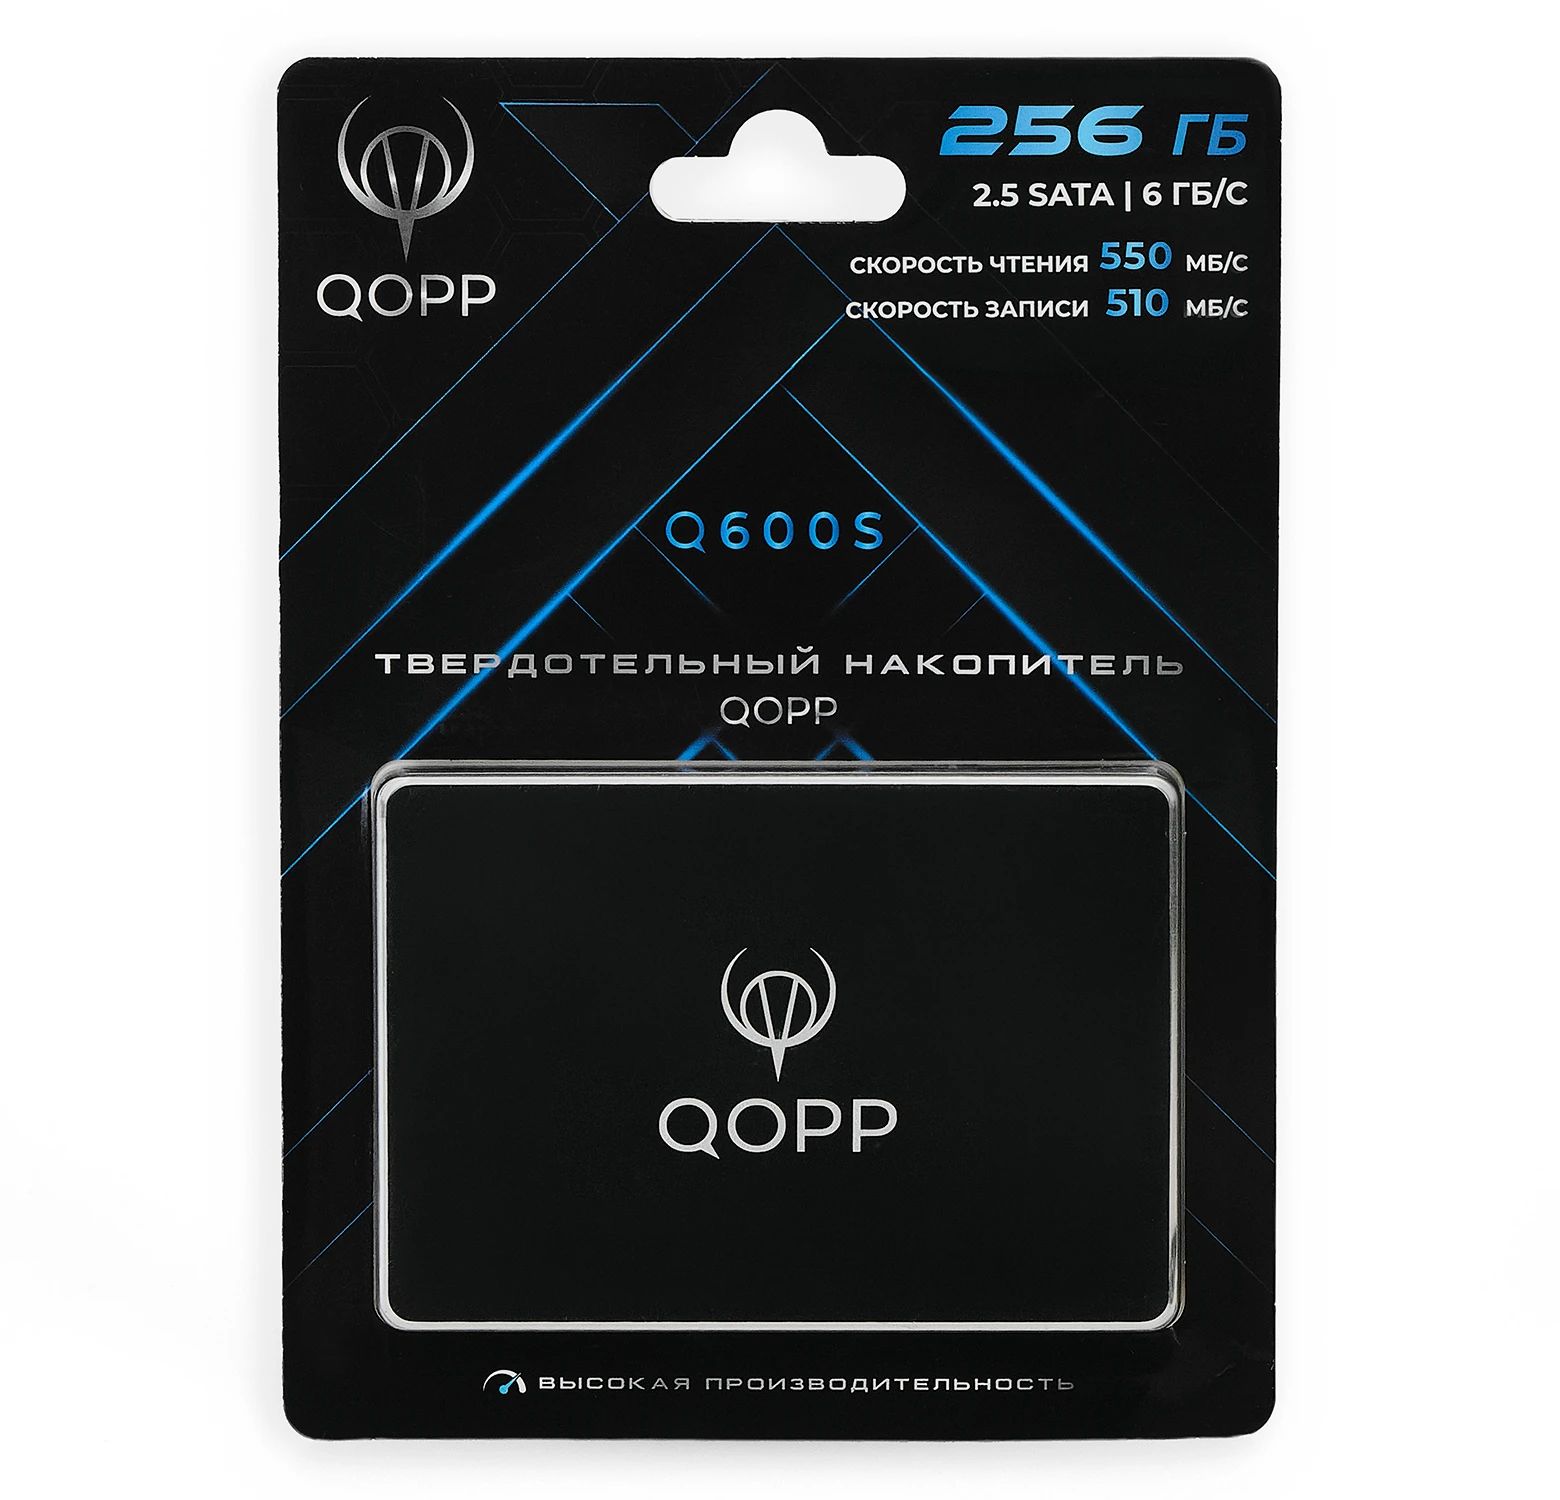 QOPP
256 ГБ
2.5 SATA | 6 ГБ/С
СКОРОСТЬ ЧТЕНИЯ 550 МБ/С
СКОРОСТЬ ЗАПИСИ 510 МБ/С
Q600S
ТВЕРДОТЕЛЬНЫЙ НАКОПИТЕЛЬ
QOPP
QOPP
ВЫСОКАЯ ПРОИЗВОДИТЕЛЬНОСТЬ